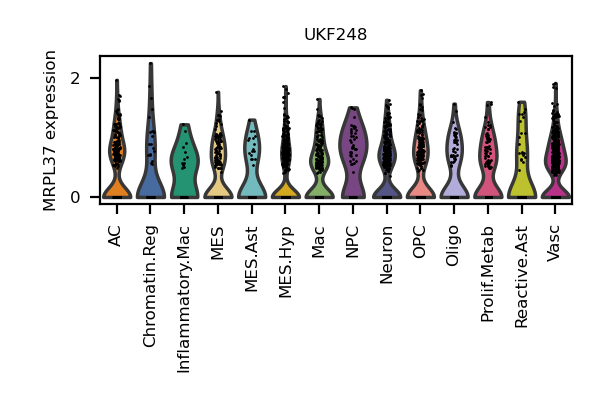 UKF248
MRPL37 expression
2
0
AC
Chromatin.Reg
Inflammatory.Mac
MES
MES.Ast
MES.Hyp
Mac
NPC
Neuron
OPC
Oligo
Prolif.Metab
Reactive.Ast
Vasc